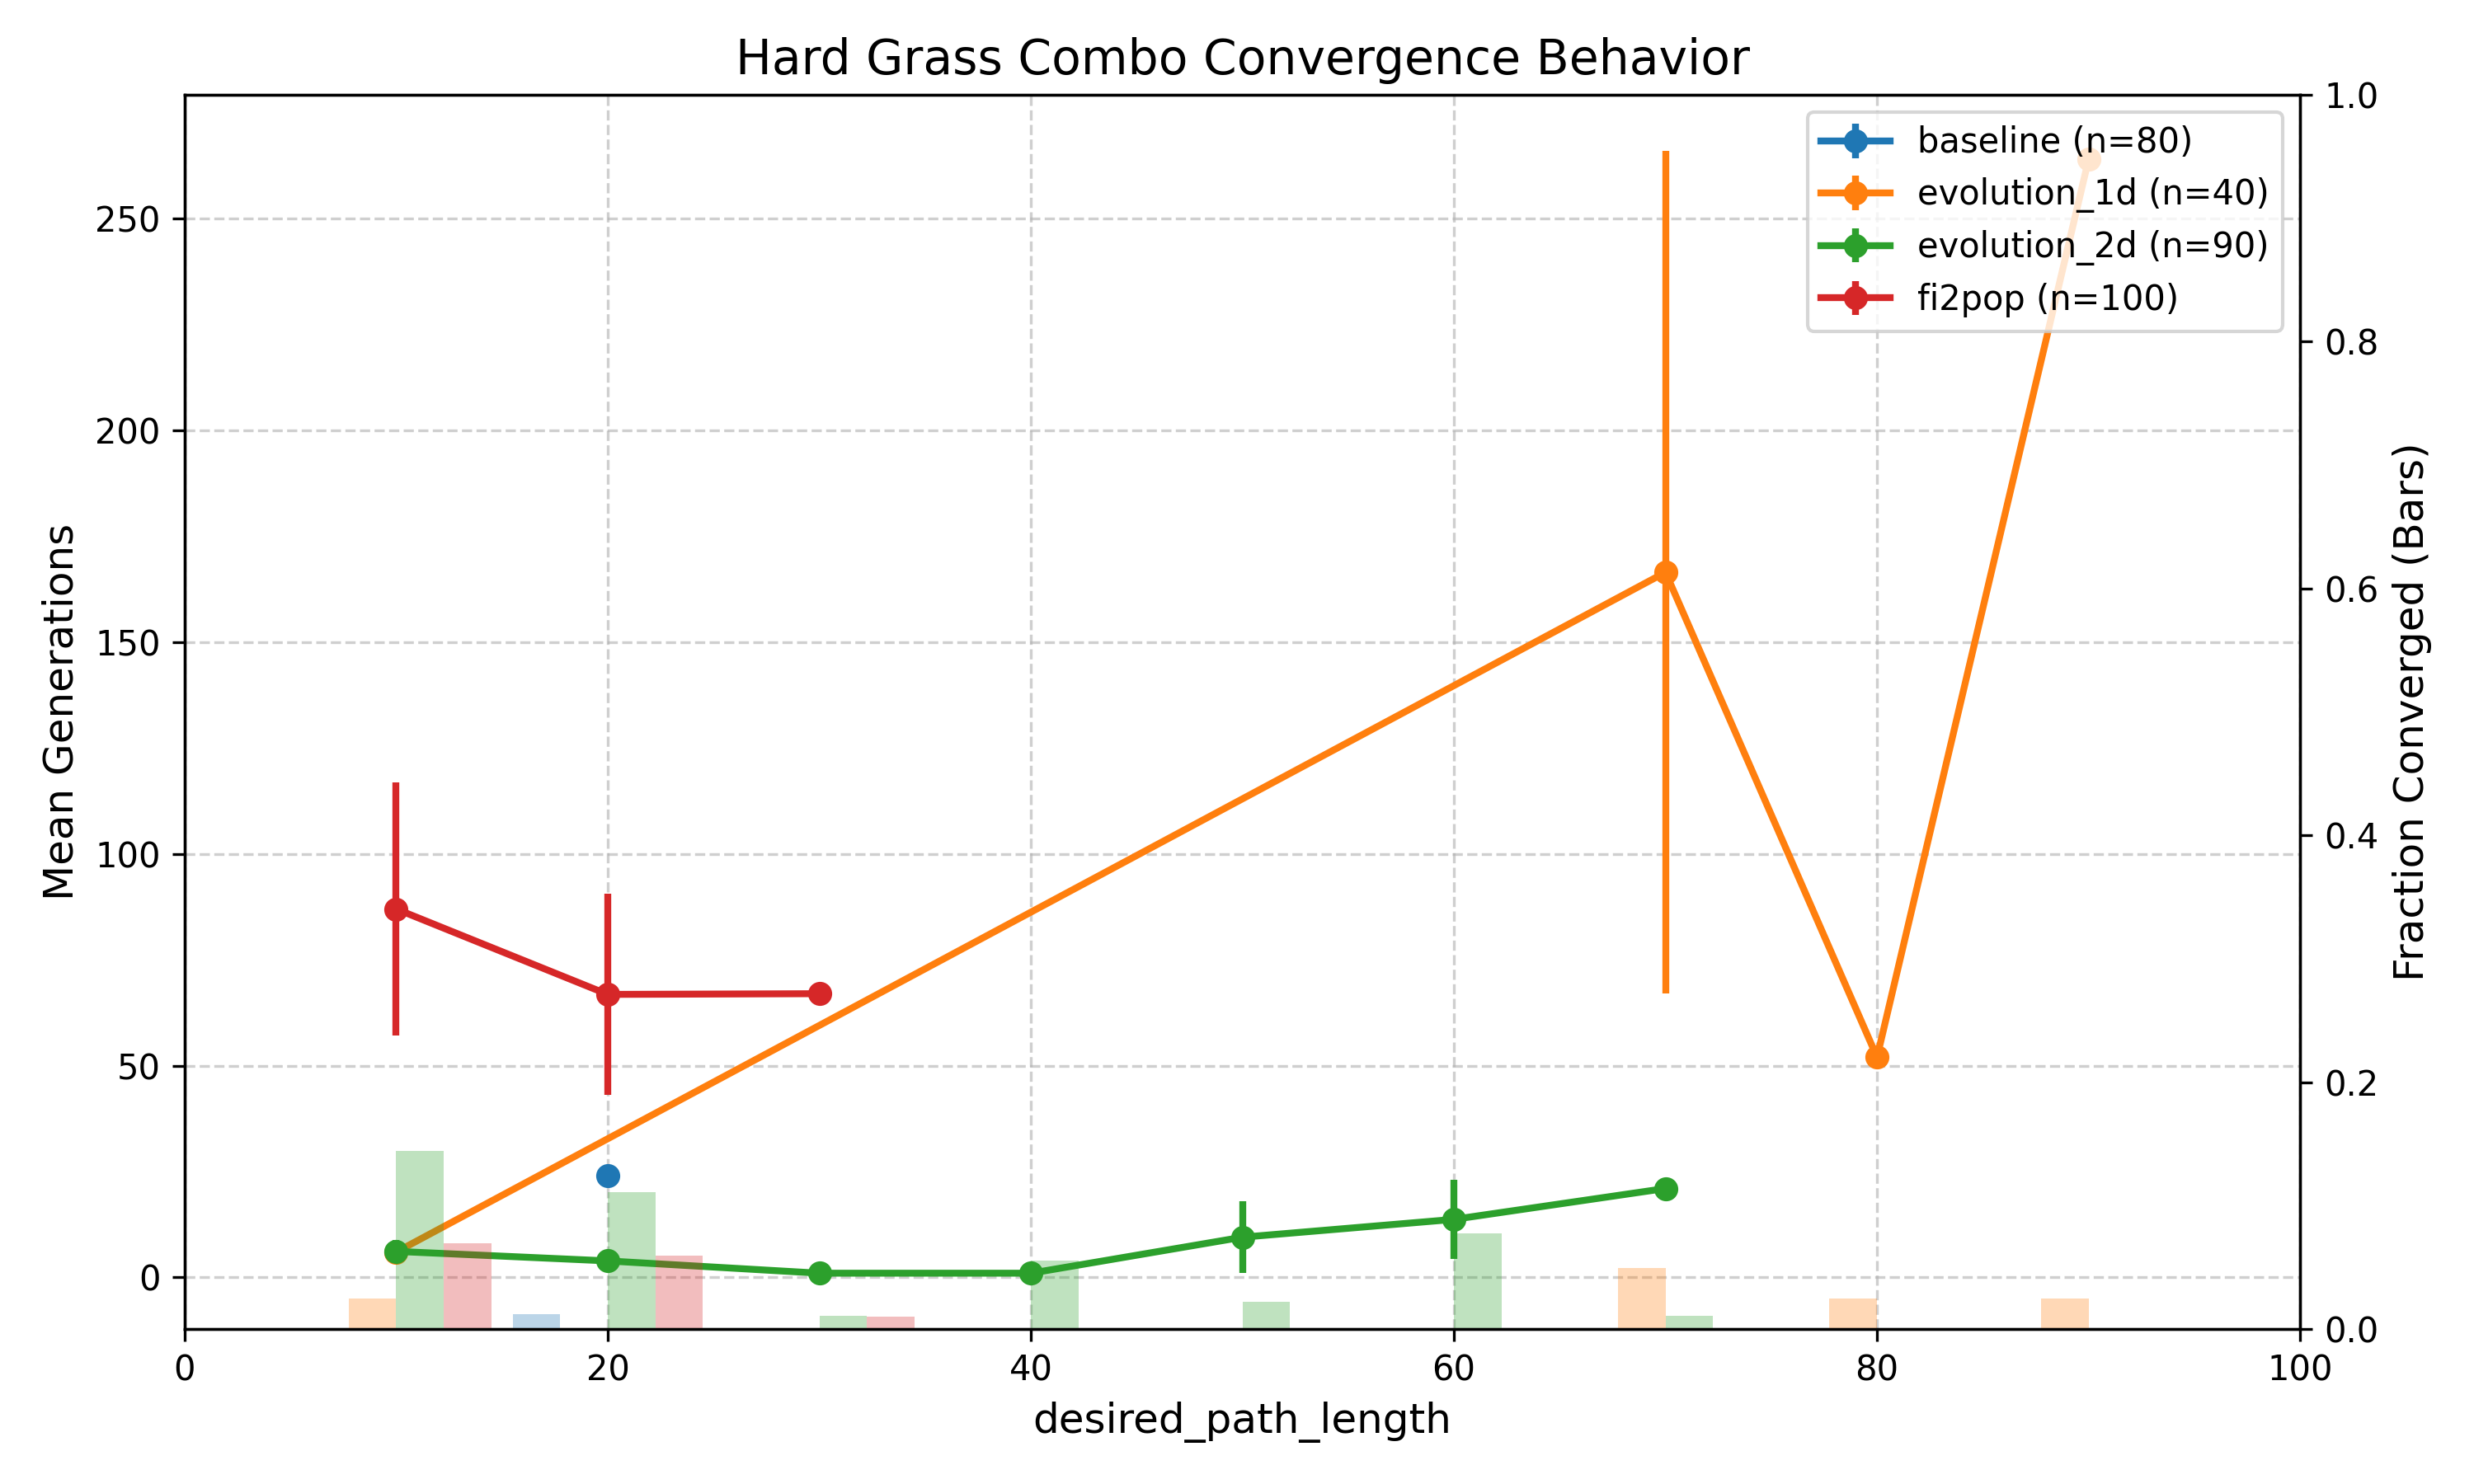 Hard Grass Combo Convergence Behavior
Mean Generations
250
200
150
100
50
0
baseline (n=80)
evolution_1d (n=40)
evolution_2d (n=90)
fi2pop (n=100)
1.0
0.8
0.6
0.4
0.2
0.0
Fraction Converged (Bars)
0 20 40 60 80 100
desired_path_length